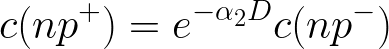 $c(np^{+}) = e^{-\alpha_2 D} c(np^{-})$